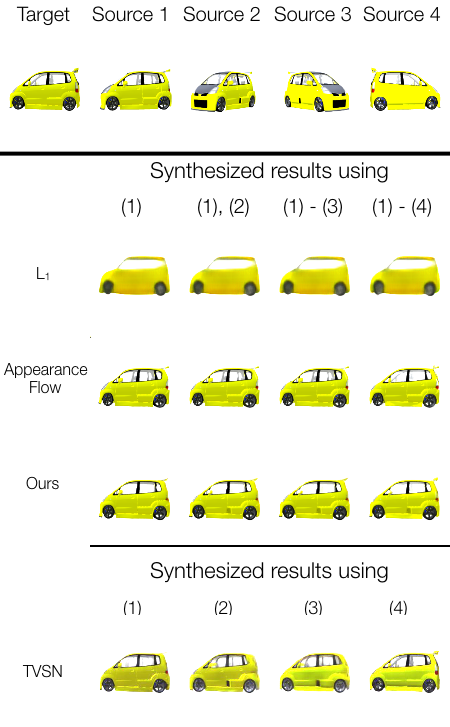 Target Source 1 Source 2 Source 3 Source 4
Synthesized results using
(1) (1), (2) (1) - (3) (1) - (4)
L₁
Appearance
Flow
Ours
Synthesized results using
(1) (2) (3) (4)
TVSN